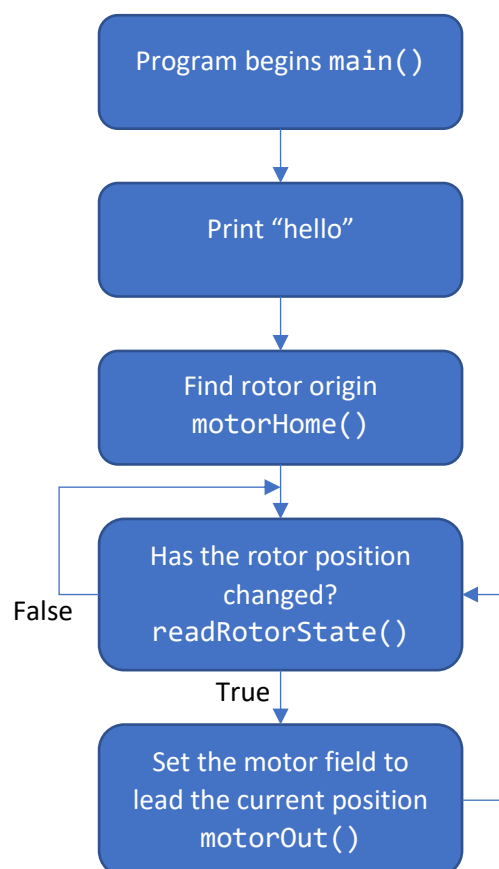 Program begins main()
Print “hello”
Find rotor origin
motorHome()
Has the rotor position
changed?
readRotorState()
False
True
Set the motor field to
lead the current position
motorOut()